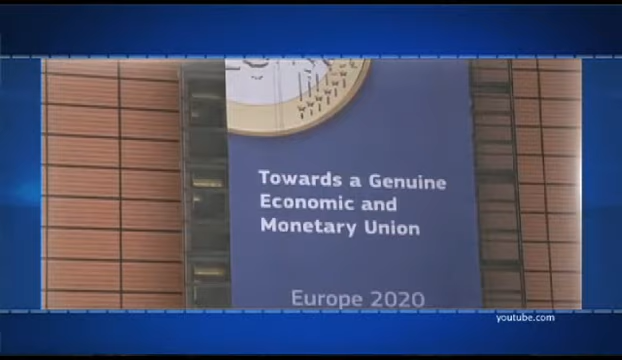 Towards a Genuine
Economic and
Monetary Union
Europe 2020
youtube.com